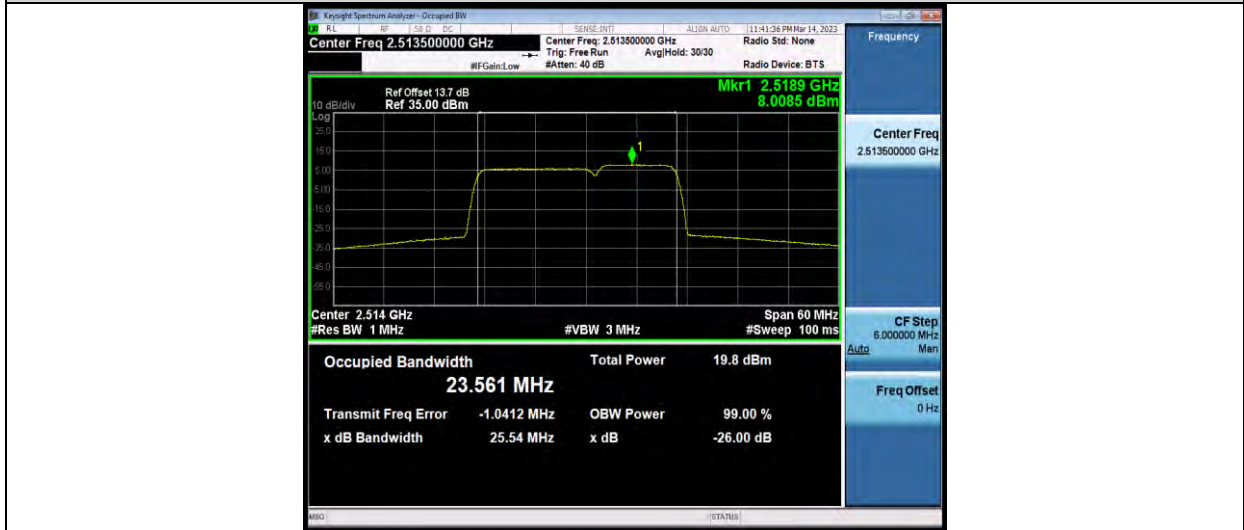 Keysight Spectrum Analyzer - Occupied BW
RL RF 50 Ω DC SENSE:INT ALIGN AUTO 11:41:36 PM Mar 14, 2023
Center Freq 2.513500000 GHz
Center Freq: 2.513500000 GHz
Radio Std: None
Trig: Free Run Avg|Hold: 30/30
#IFGain:Low
#Atten: 40 dB
Radio Device: BTS
Frequency
Ref Offset 13.7 dB
Mkr1 2.5189 GHz
10 dB/div Ref 35.00 dBm
8.0085 dBm
Log
25.0
15.0
5.00
-5.00
-15.0
-25.0
-35.0
-45.0
-55.0
1
Center Freq
2.513500000 GHz
Center 2.514 GHz
Span 60 MHz
#Res BW 1 MHz
#VBW 3 MHz
#Sweep 100 ms
CF Step
6.000000 MHz
Auto Man
Occupied Bandwidth
Total Power 19.8 dBm
23.561 MHz
Freq Offset
0 Hz
Transmit Freq Error -1.0412 MHz
OBW Power 99.00 %
x dB Bandwidth 25.54 MHz
x dB -26.00 dB
MSG
STATUS